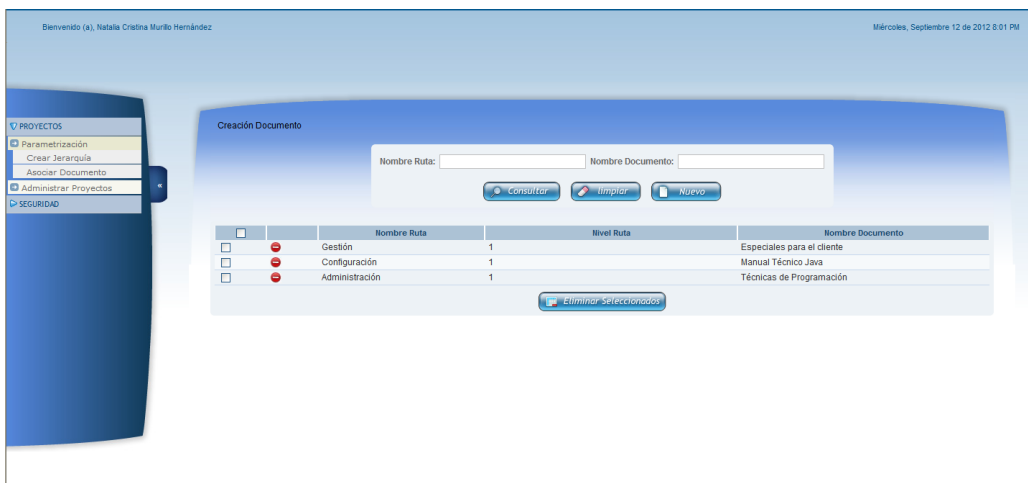 Bienvenido (a), Natalia Cristina Murillo Hernández
Miércoles, Septiembre 12 de 2012 8:01 PM
PROYECTOS
Parametrización
Crear Jerarquía
Asociar Documento
Administrar Proyectos
SEGURIDAD
«
Creación Documento
Nombre Ruta: Nombre Documento:
Consultar limpiar Nuevo
Nombre Ruta Nivel Ruta Nombre Documento
Gestión 1 Especiales para el cliente
Configuración 1 Manual Técnico Java
Administración 1 Técnicas de Programación
Eliminar Seleccionados